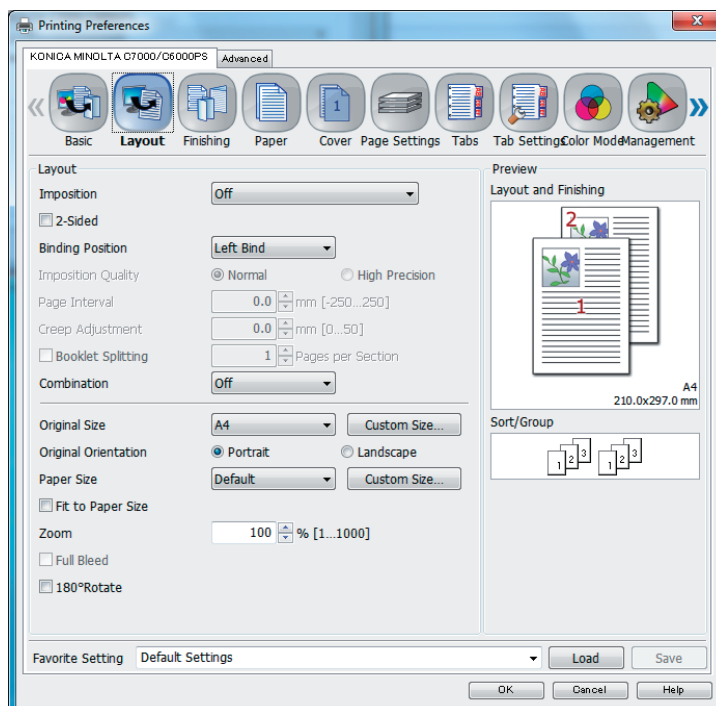 Printing Preferences
KONICA MINOLTA C7000/C6000PS Advanced
Basic Layout Finishing Paper Cover Page Settings Tabs Tab Settings Color Mode Management
1
Layout
Imposition Off
2-Sided
Binding Position Left Bind
Imposition Quality Normal High Precision
Page Interval 0.0 mm [-250...250]
Creep Adjustment 0.0 mm [0...50]
Booklet Splitting 1 Pages per Section
Combination Off
Original Size A4 Custom Size...
Original Orientation Portrait Landscape
Paper Size Default Custom Size...
Fit to Paper Size
Zoom 100 % [1...1000]
Full Bleed
180°Rotate
Preview
Layout and Finishing
2
1
A4
210.0x297.0 mm
Sort/Group
1 2 3 1 2 3
Favorite Setting Default Settings Load Save
OK Cancel Help